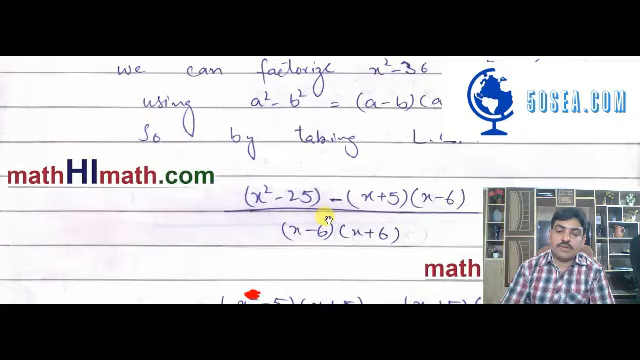 we can factorize x²-36
using a²-b² = (a-b)(a
50SEA.COM
So by taking L.
mathHImath.com
(x²-25) - (x+5)(x-6)
(x-6)(x+6)
math